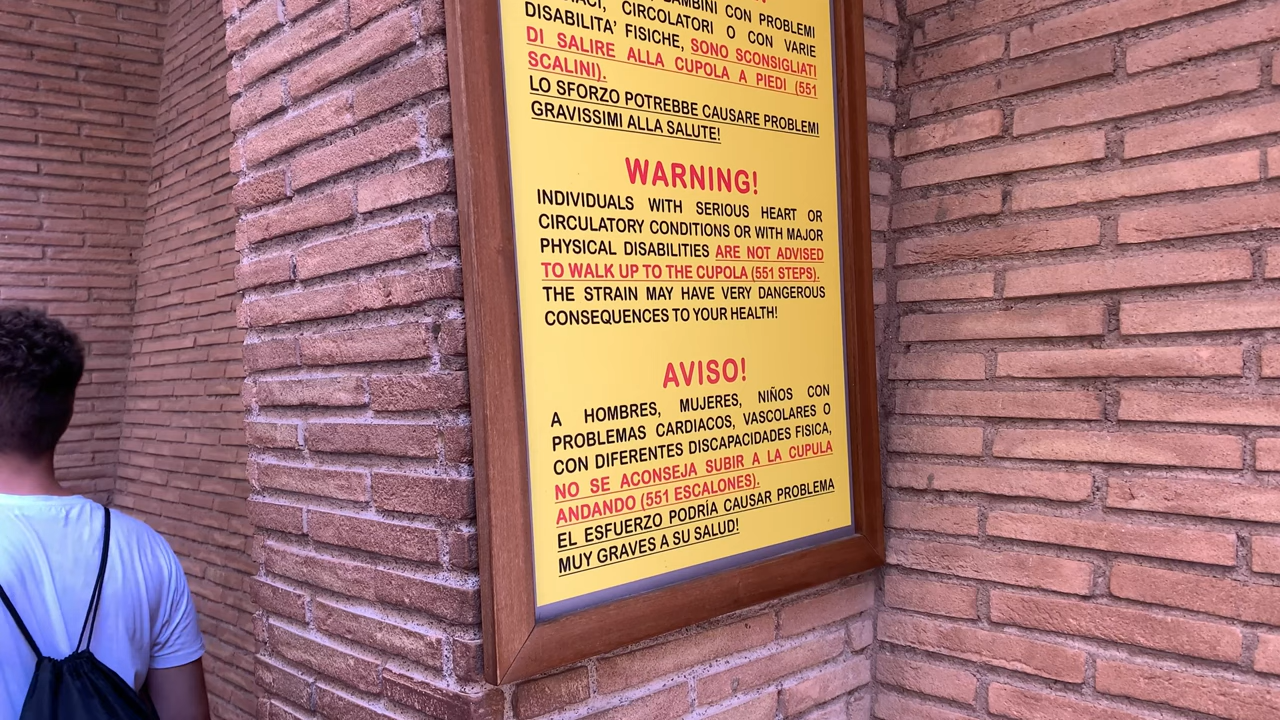 BAMBINI CON PROBLEMI
CIRCOLATORI O CON VARIE
DISABILITA' FISICHE, SONO SCONSIGLIATI
DI SALIRE ALLA CUPOLA A PIEDI (551
SCALINI).
LO SFORZO POTREBBE CAUSARE PROBLEMI
GRAVISSIMI ALLA SALUTE!
WARNING!
INDIVIDUALS WITH SERIOUS HEART OR
CIRCULATORY CONDITIONS OR WITH MAJOR
PHYSICAL DISABILITIES ARE NOT ADVISED
TO WALK UP TO THE CUPOLA (551 STEPS).
THE STRAIN MAY HAVE VERY DANGEROUS
CONSEQUENCES TO YOUR HEALTH!
AVISO!
A HOMBRES, MUJERES, NIÑOS CON
PROBLEMAS CARDIACOS, VASCOLARES O
CON DIFERENTES DISCAPACIDADES FISICA,
NO SE ACONSEJA SUBIR A LA CUPULA
ANDANDO (551 ESCALONES).
EL ESFUERZO PODRÍA CAUSAR PROBLEMA
MUY GRAVES A SU SALUD!